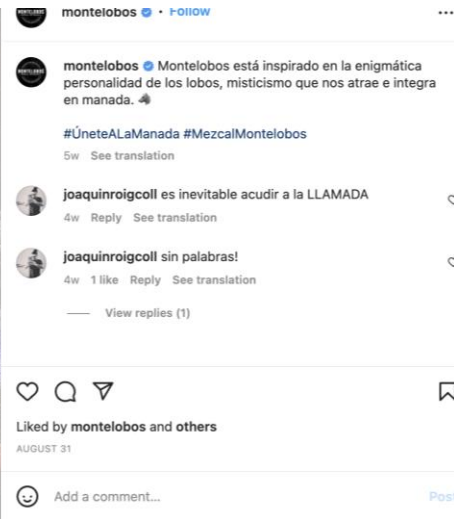 montelobos • Follow
montelobos Montelobos está inspirado en la enigmática
personalidad de los lobos, misticismo que nos atrae e integra
en manada.
#ÚneteALaManada #MezcalMontelobos
5w See translation
joaquinroigcoll es inevitable acudir a la LLAMADA
4w Reply See translation
joaquinroigcoll sin palabras!
4w 1 like Reply See translation
View replies (1)
Liked by montelobos and others
AUGUST 31
Add a comment...
Post